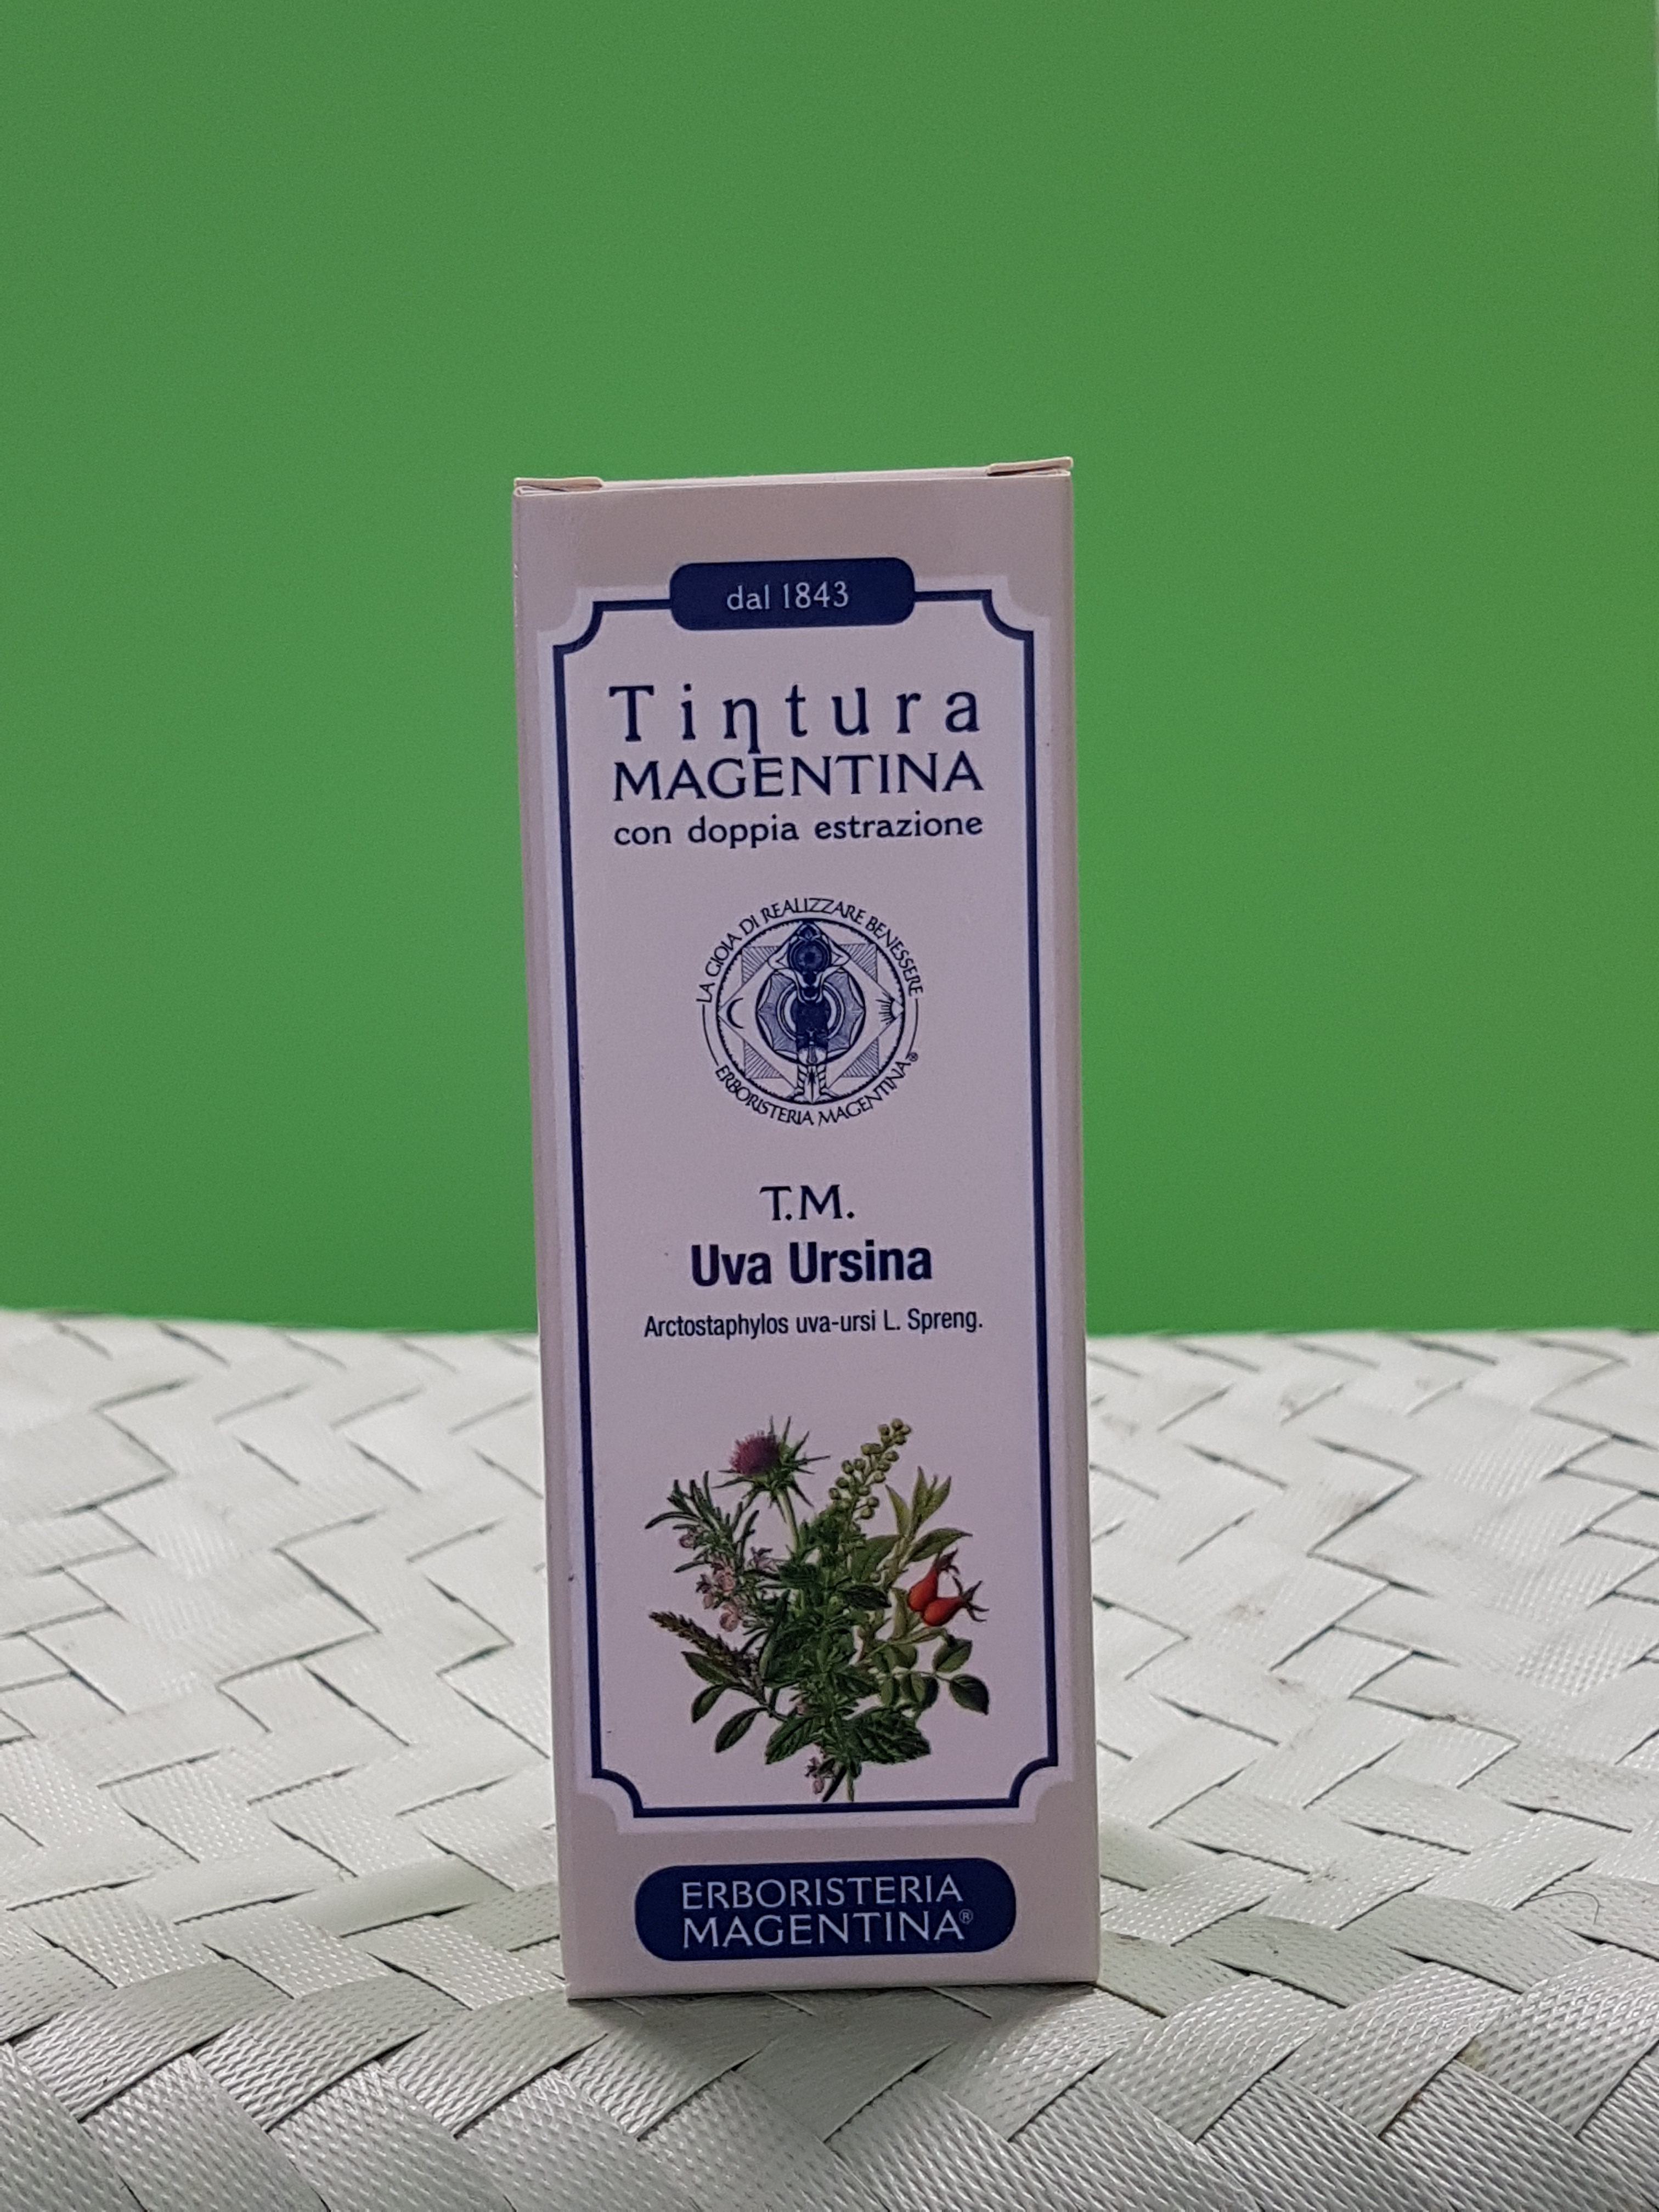 dal 1843
Tintura
MAGENTINA
con doppia estrazione
LA GIOIA DI REALIZZARE BENESSERE
ERBORISTERIA MAGENTINA®
T.M.
Uva Ursina
Arctostaphylos uva-ursi L. Spreng.
ERBORISTERIA
MAGENTINA®